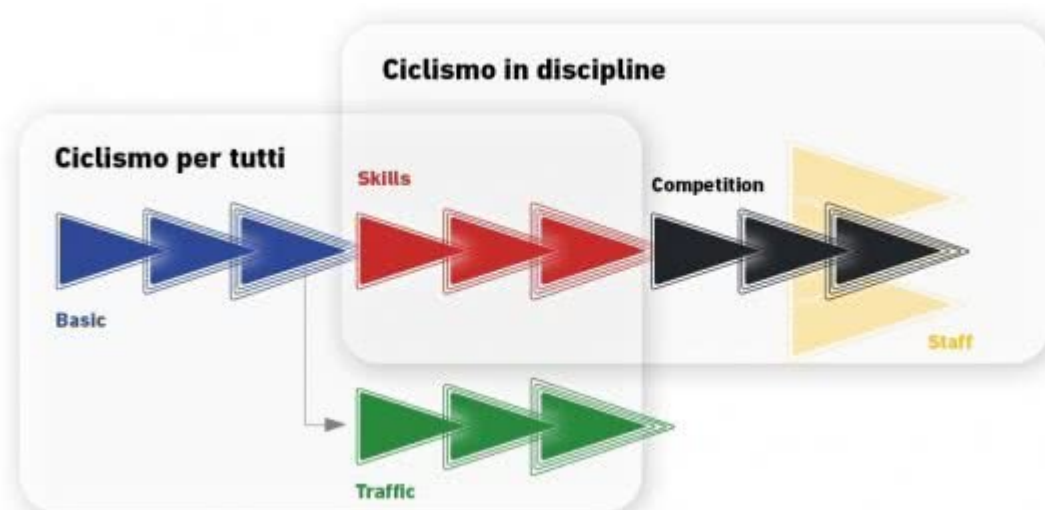 Ciclismo in discipline
Ciclismo per tutti
Skills
Competition
Basic
Staff
Traffic